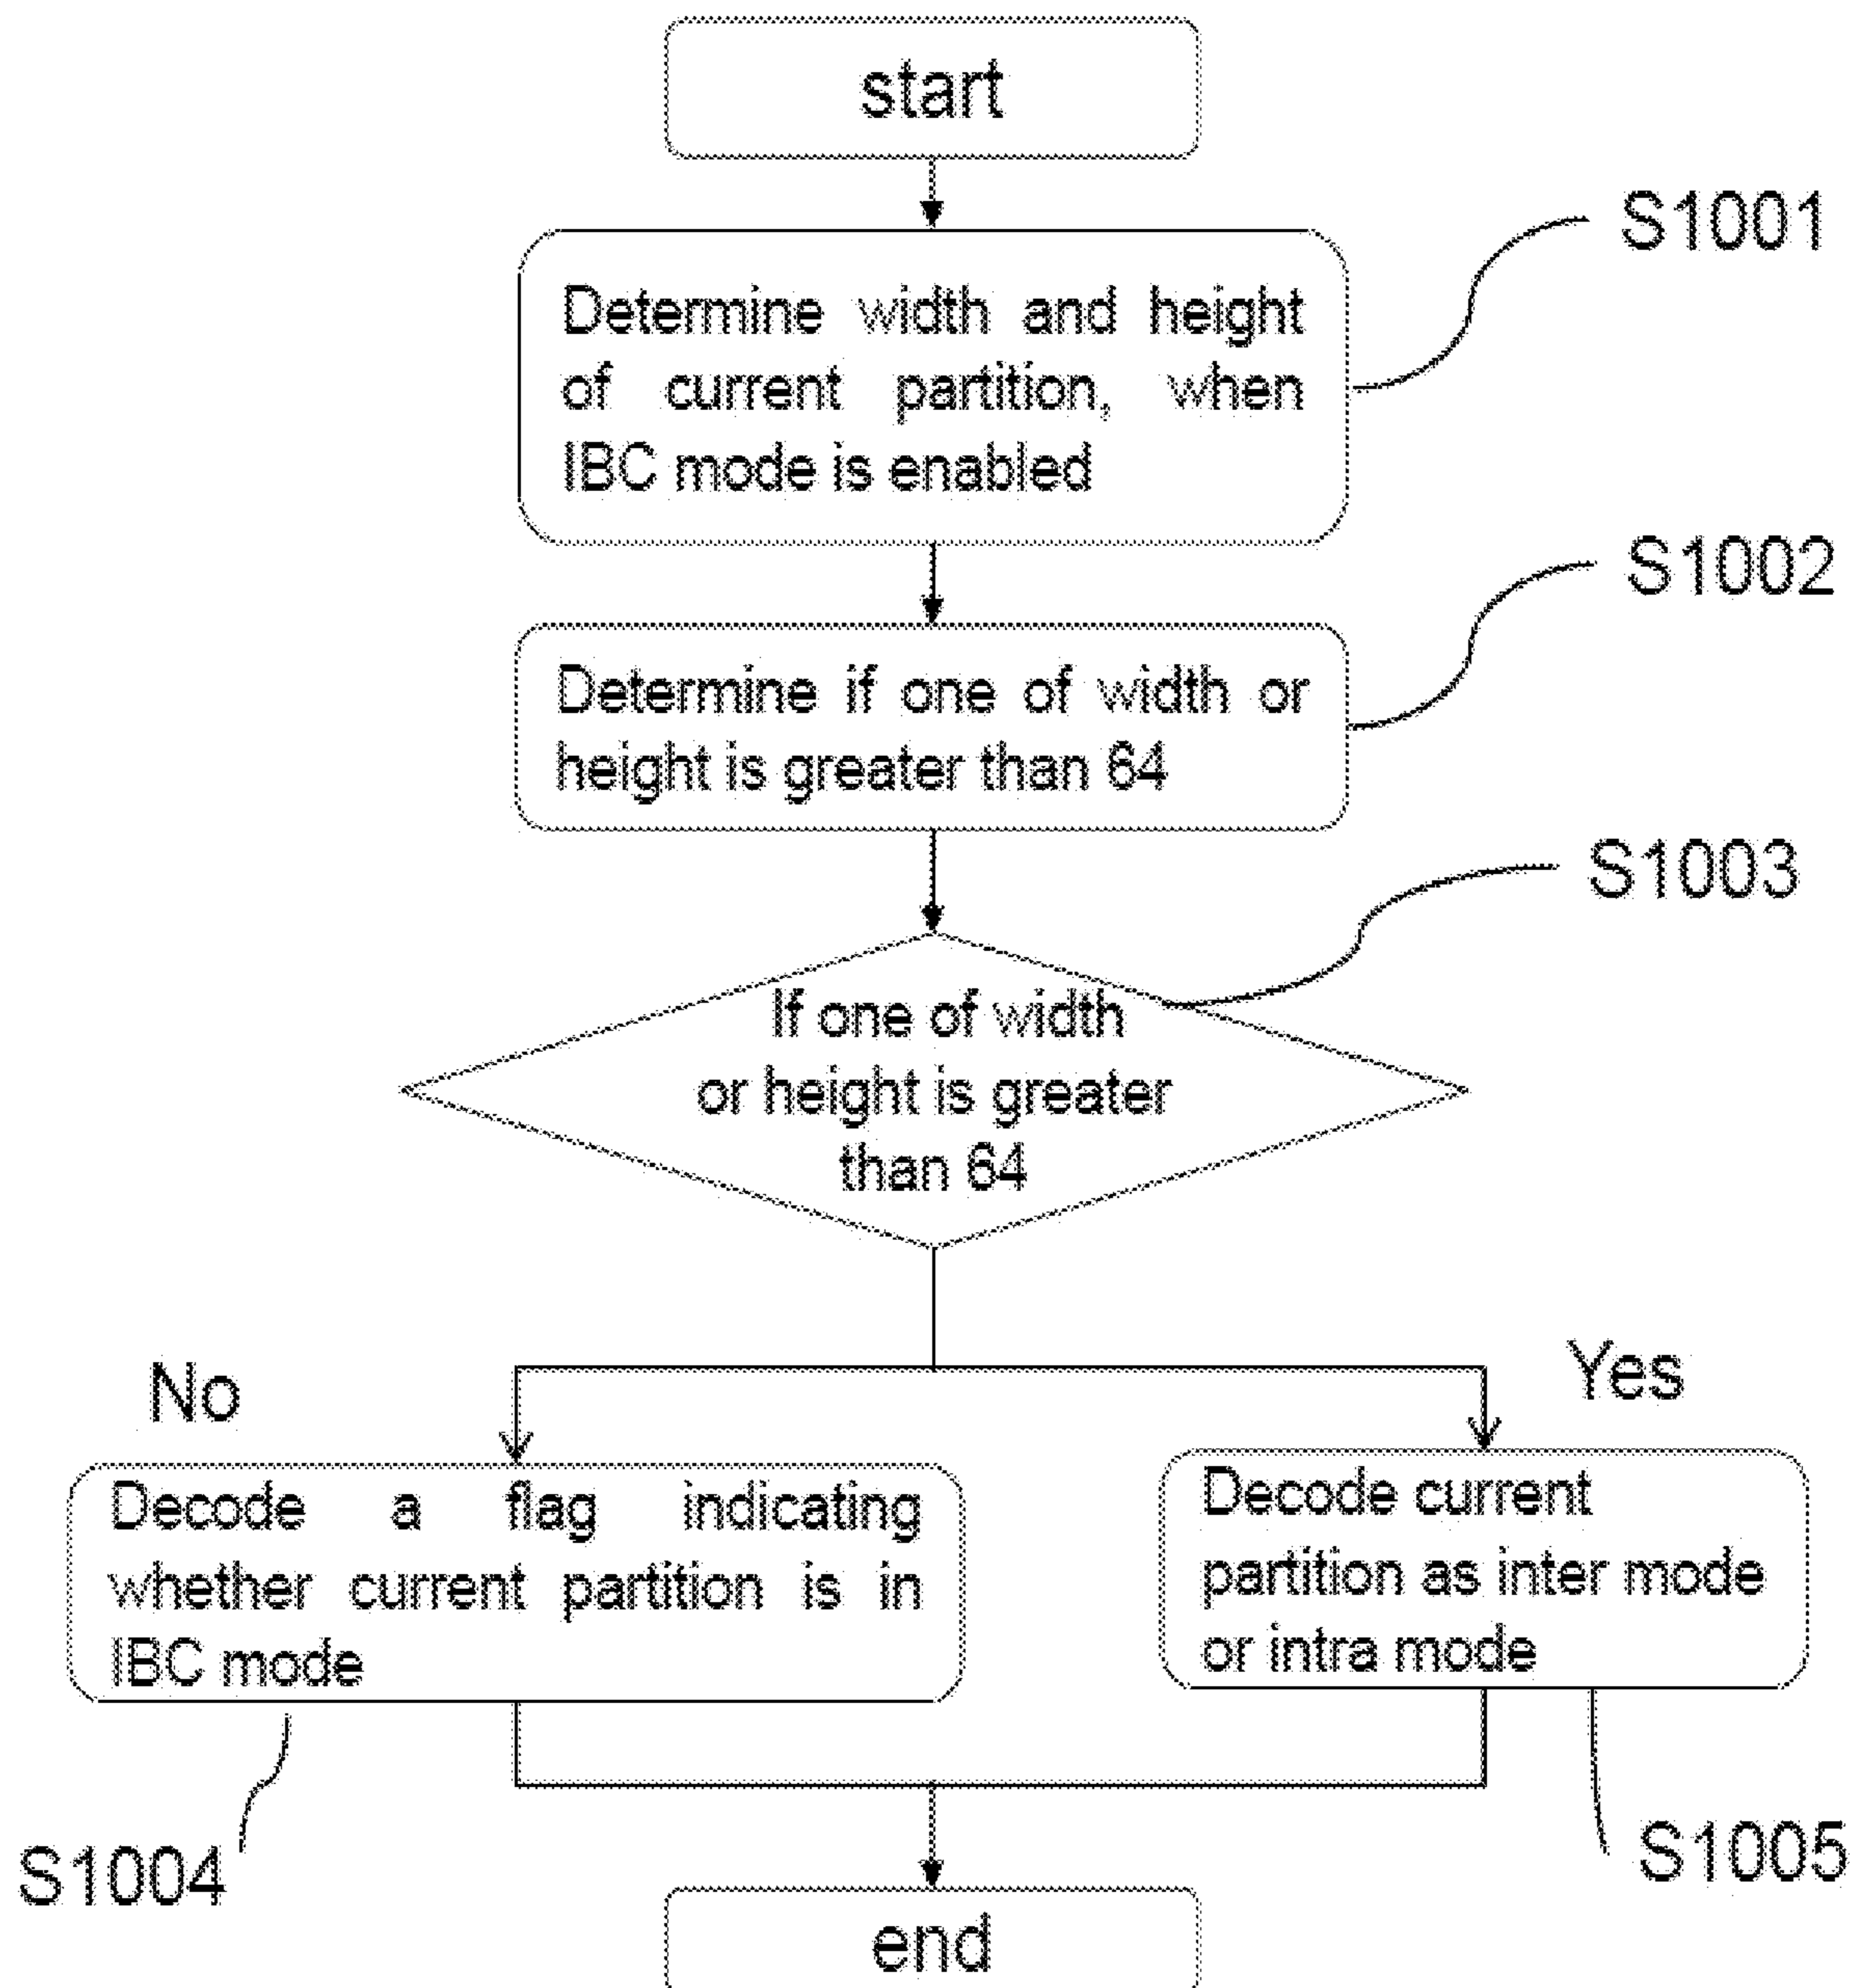 start
S1001
Determine width and height
of current partition, when
IBC mode is enabled
S1002
Determine if one of width or
height is greater than 64
S1003
If one of width
or height is greater
than 64
No
Yes
Decode a flag indicating
whether current partition is in
IBC mode
Decode current
partition as inter mode
or intra mode
S1004
S1005
end